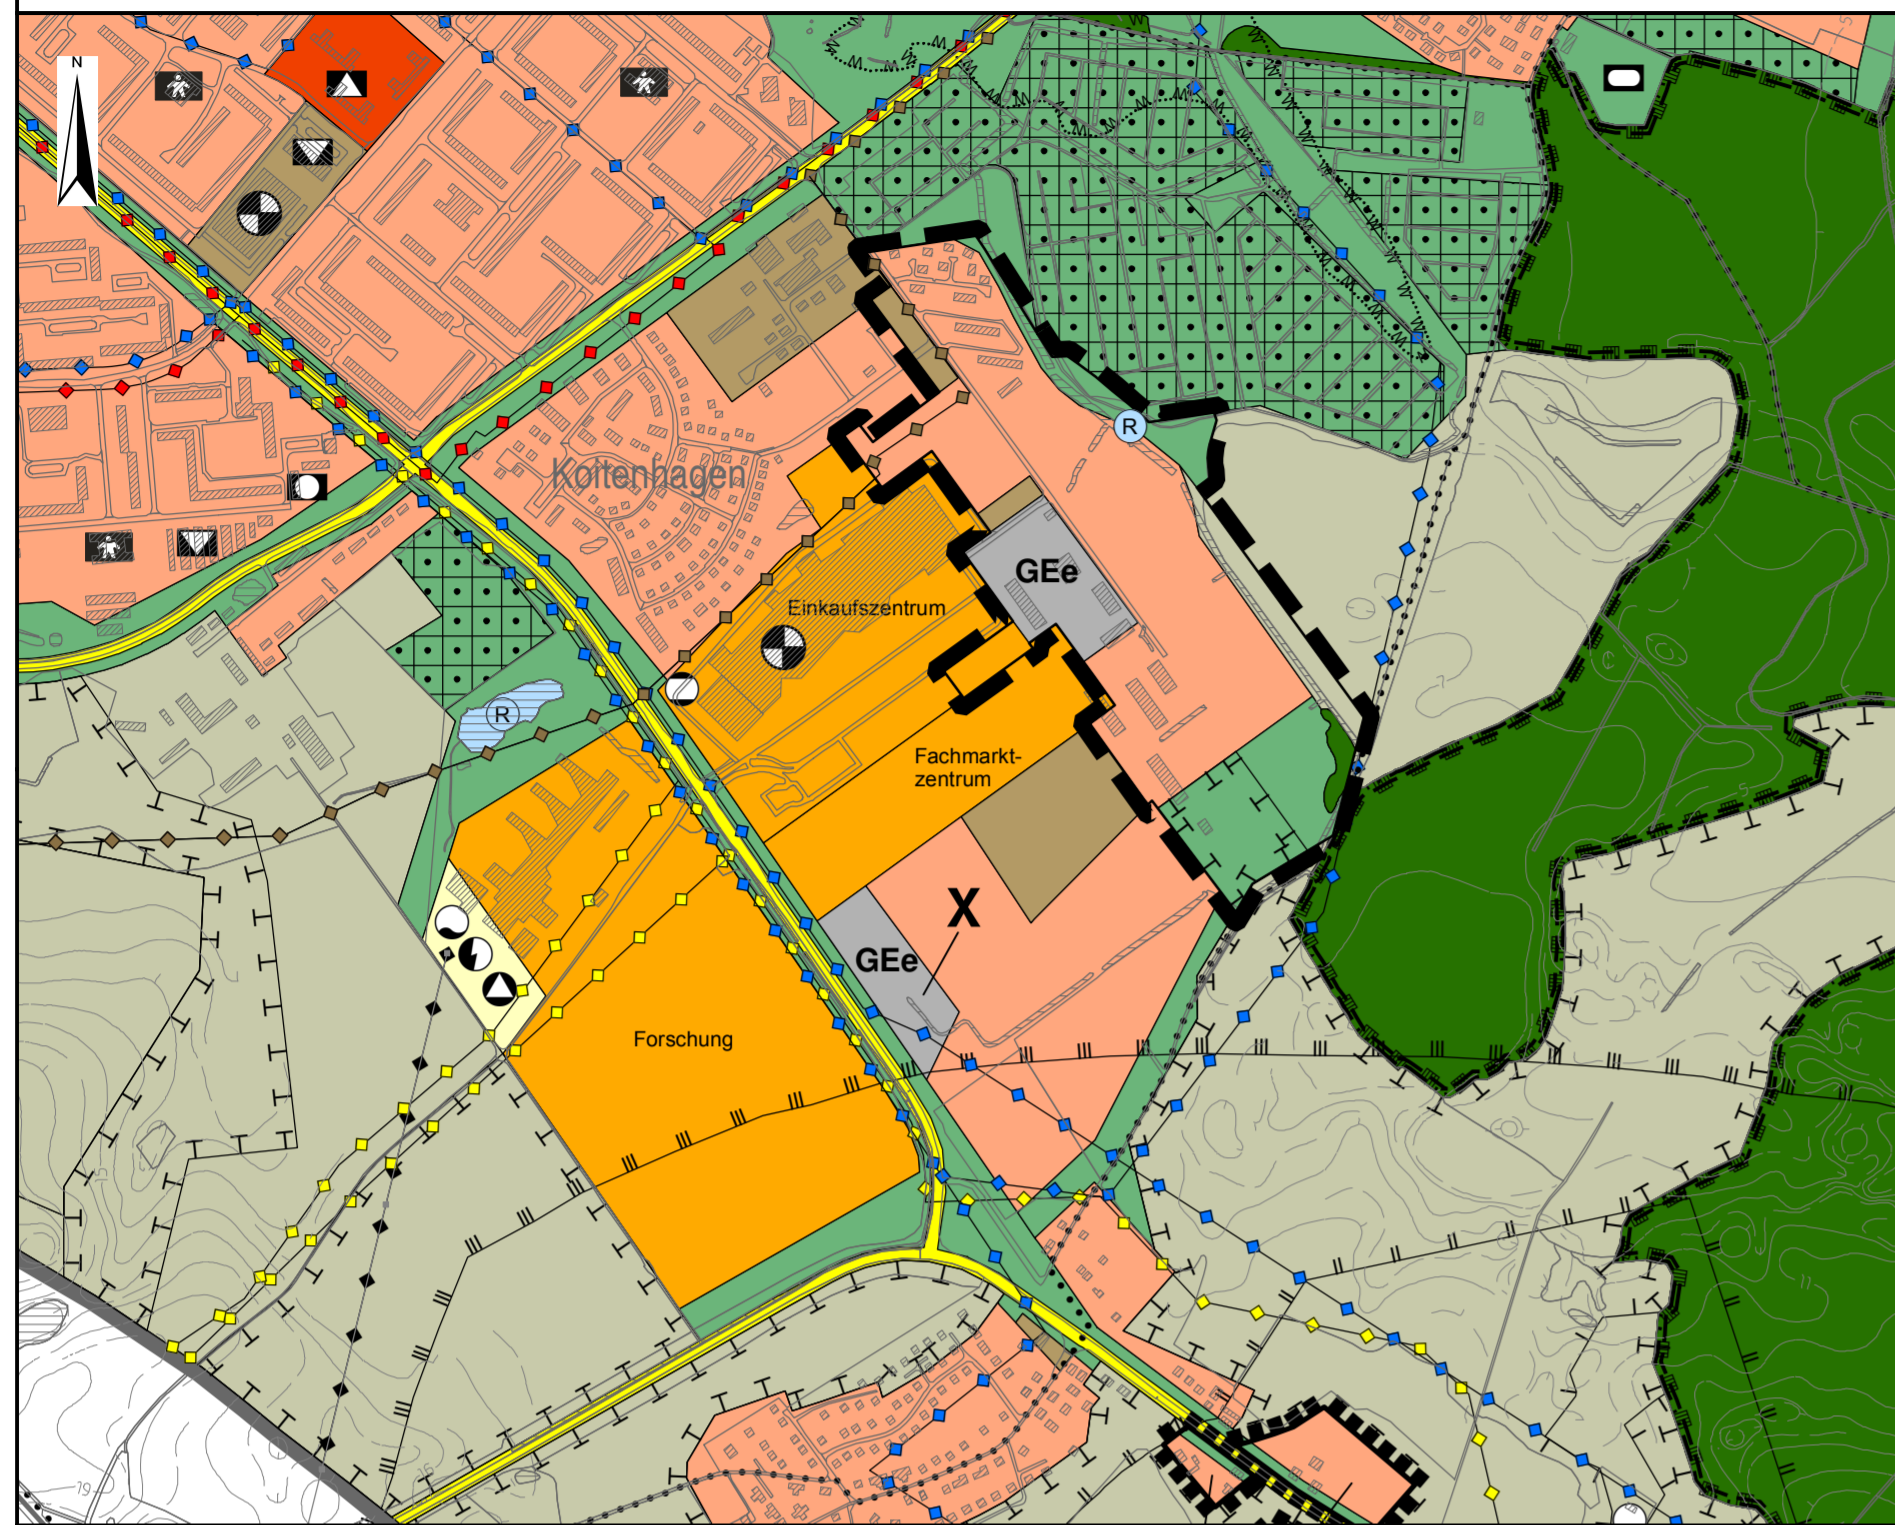 N
R
Koitenhagen
GEe
Einkaufszentrum
R
Fachmarkt-
zentrum
X
GEe
Forschung